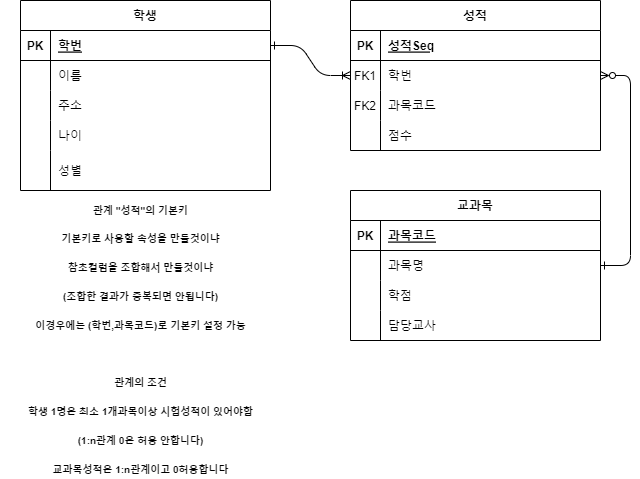 학생
PK 학번
이름
주소
나이
성별
성적
PK 성적Seq
FK1 학번
FK2 과목코드
점수
교과목
PK 과목코드
과목명
학점
담당교사
관계 "성적"의 기본키
기본키로 사용할 속성을 만들것이냐
참초컬럼을 조합해서 만들것이냐
(조합한 결과가 중복되면 안됩니다)
이경우에는 (학번,과목코드)로 기본키 설정 가능
관계의 조건
학생 1명은 최소 1개과목이상 시험성적이 있어야함
(1:n관계 0은 허용 안합니다)
교과목성적은 1:n관계이고 0허용합니다